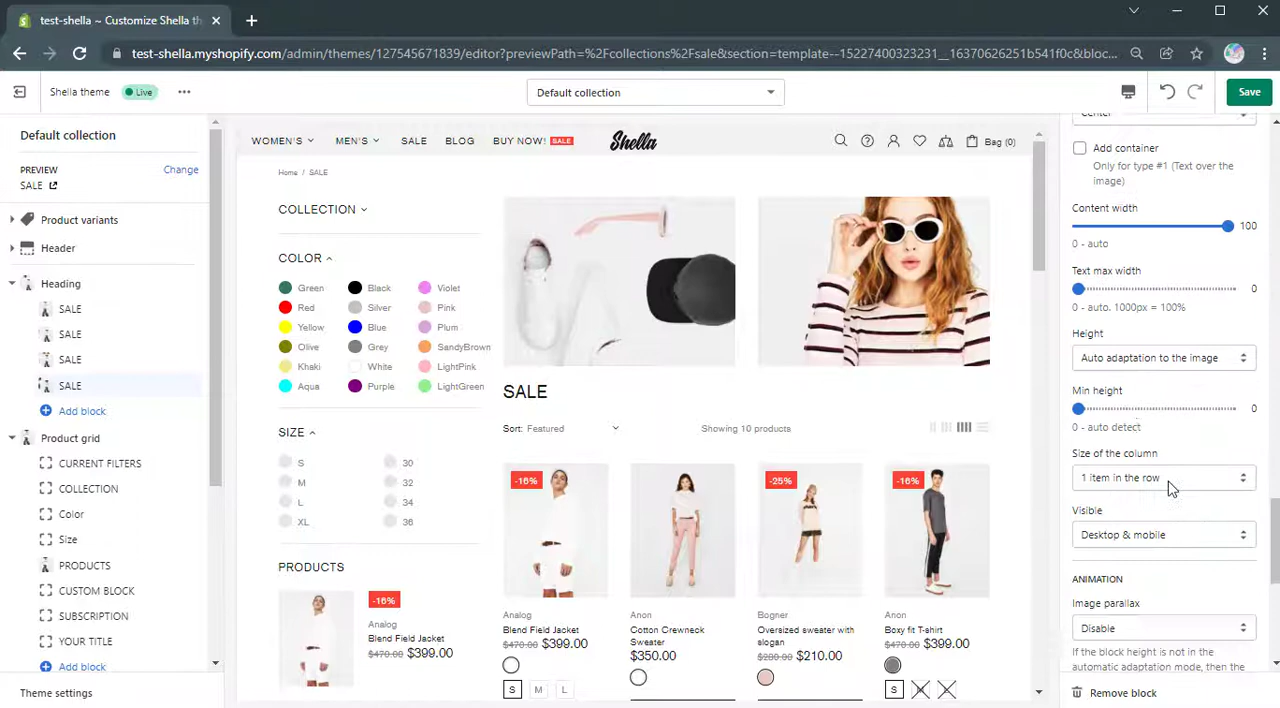 test-shella ~ Customize Shella th
test-shella.myshopify.com/admin/themes/127545671839/editor?previewPath=%2Fcollections%2Fsale&section=template--15227400323231__16370626251b541f0c&bloc...
Shella theme
Live
Default collection
Save
Default collection
PREVIEW
Change
SALE
Product variants
Header
Heading
SALE
SALE
SALE
SALE
Add block
Product grid
CURRENT FILTERS
COLLECTION
Color
Size
PRODUCTS
CUSTOM BLOCK
SUBSCRIPTION
YOUR TITLE
Add block
Theme settings
WOMEN'S
MEN'S
SALE
BLOG
BUY NOW!
SALE
Shella
Bag (0)
Home / SALE
COLLECTION
COLOR
Green Black Violet
Red Silver Pink
Yellow Blue Plum
Olive Grey SandyBrown
Khaki White LightPink
Aqua Purple LightGreen
SIZE
S 30
M 32
L 34
XL 36
PRODUCTS
-16%
Analog
Blend Field Jacket
$470.00 $399.00
SALE
Sort: Featured
Showing 10 products
-16%
Analog
Blend Field Jacket
$470.00 $399.00
S M L
Anon
Cotton Crewneck
Sweater
$350.00
-25%
Bogner
Oversized sweater with
slogan
$280.00 $210.00
-16%
Anon
Boxy fit T-shirt
$470.00 $399.00
S
Center
Add container
Only for type #1 (Text over the
image)
Content width
100
0 - auto
Text max width
0
0 - auto. 1000px = 100%
Height
Auto adaptation to the image
Min height
0
0 - auto detect
Size of the column
1 item in the row
Visible
Desktop & mobile
ANIMATION
Image parallax
Disable
If the block height is not in the
automatic adaptation mode, then the
Remove block